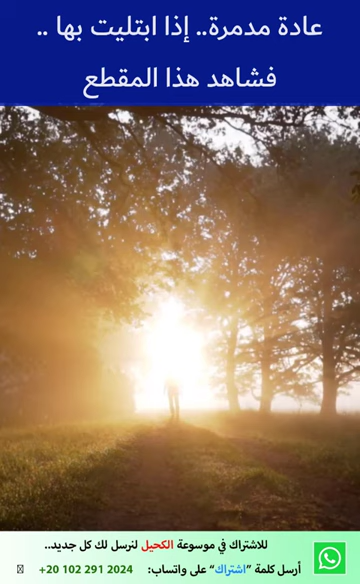 عادة مدمرة.. إذا ابتليت بها ..
فشاهد هذا المقطع
للاشتراك في موسوعة الكحيل لنرسل لك كل جديد..
أرسل كلمة "اشتراك" على واتساب: +20 102 291 2024